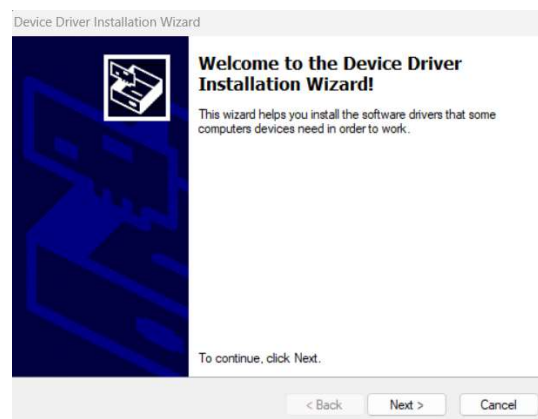 Device Driver Installation Wizard
Welcome to the Device Driver
Installation Wizard!
This wizard helps you install the software drivers that some
computers devices need in order to work.
To continue, click Next.
< Back
Next >
Cancel